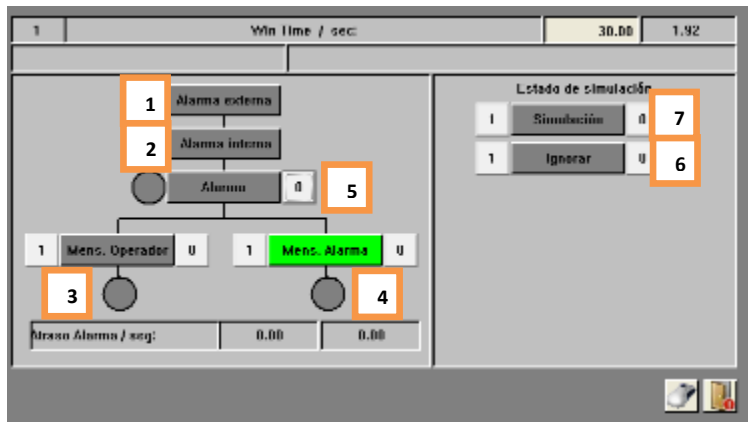 1 Win Time / sec: 30.00 1.92
Estado de simulación
1 Alarma externa
1 Simulación 0 7
2 Alarma interna
1 Ignorar 0 6
Alarma 0 5
1 Mens. Operador 0 1 Mens. Alarma 0
3 4
Atraso Alarma / seg: 0.00 0.00